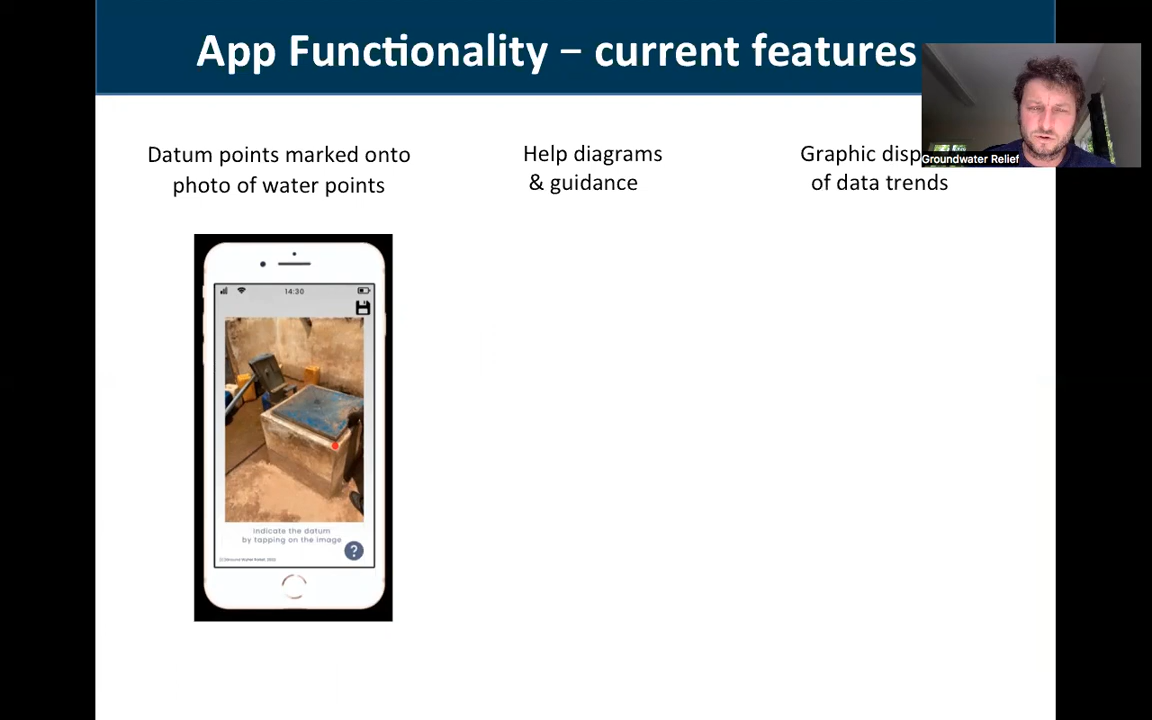 App Functionality – current features
Datum points marked onto
photo of water points
Help diagrams
& guidance
Graphic disp
of data trends
Groundwater Relief
14:30
indicate the datum
by tapping on the image
?